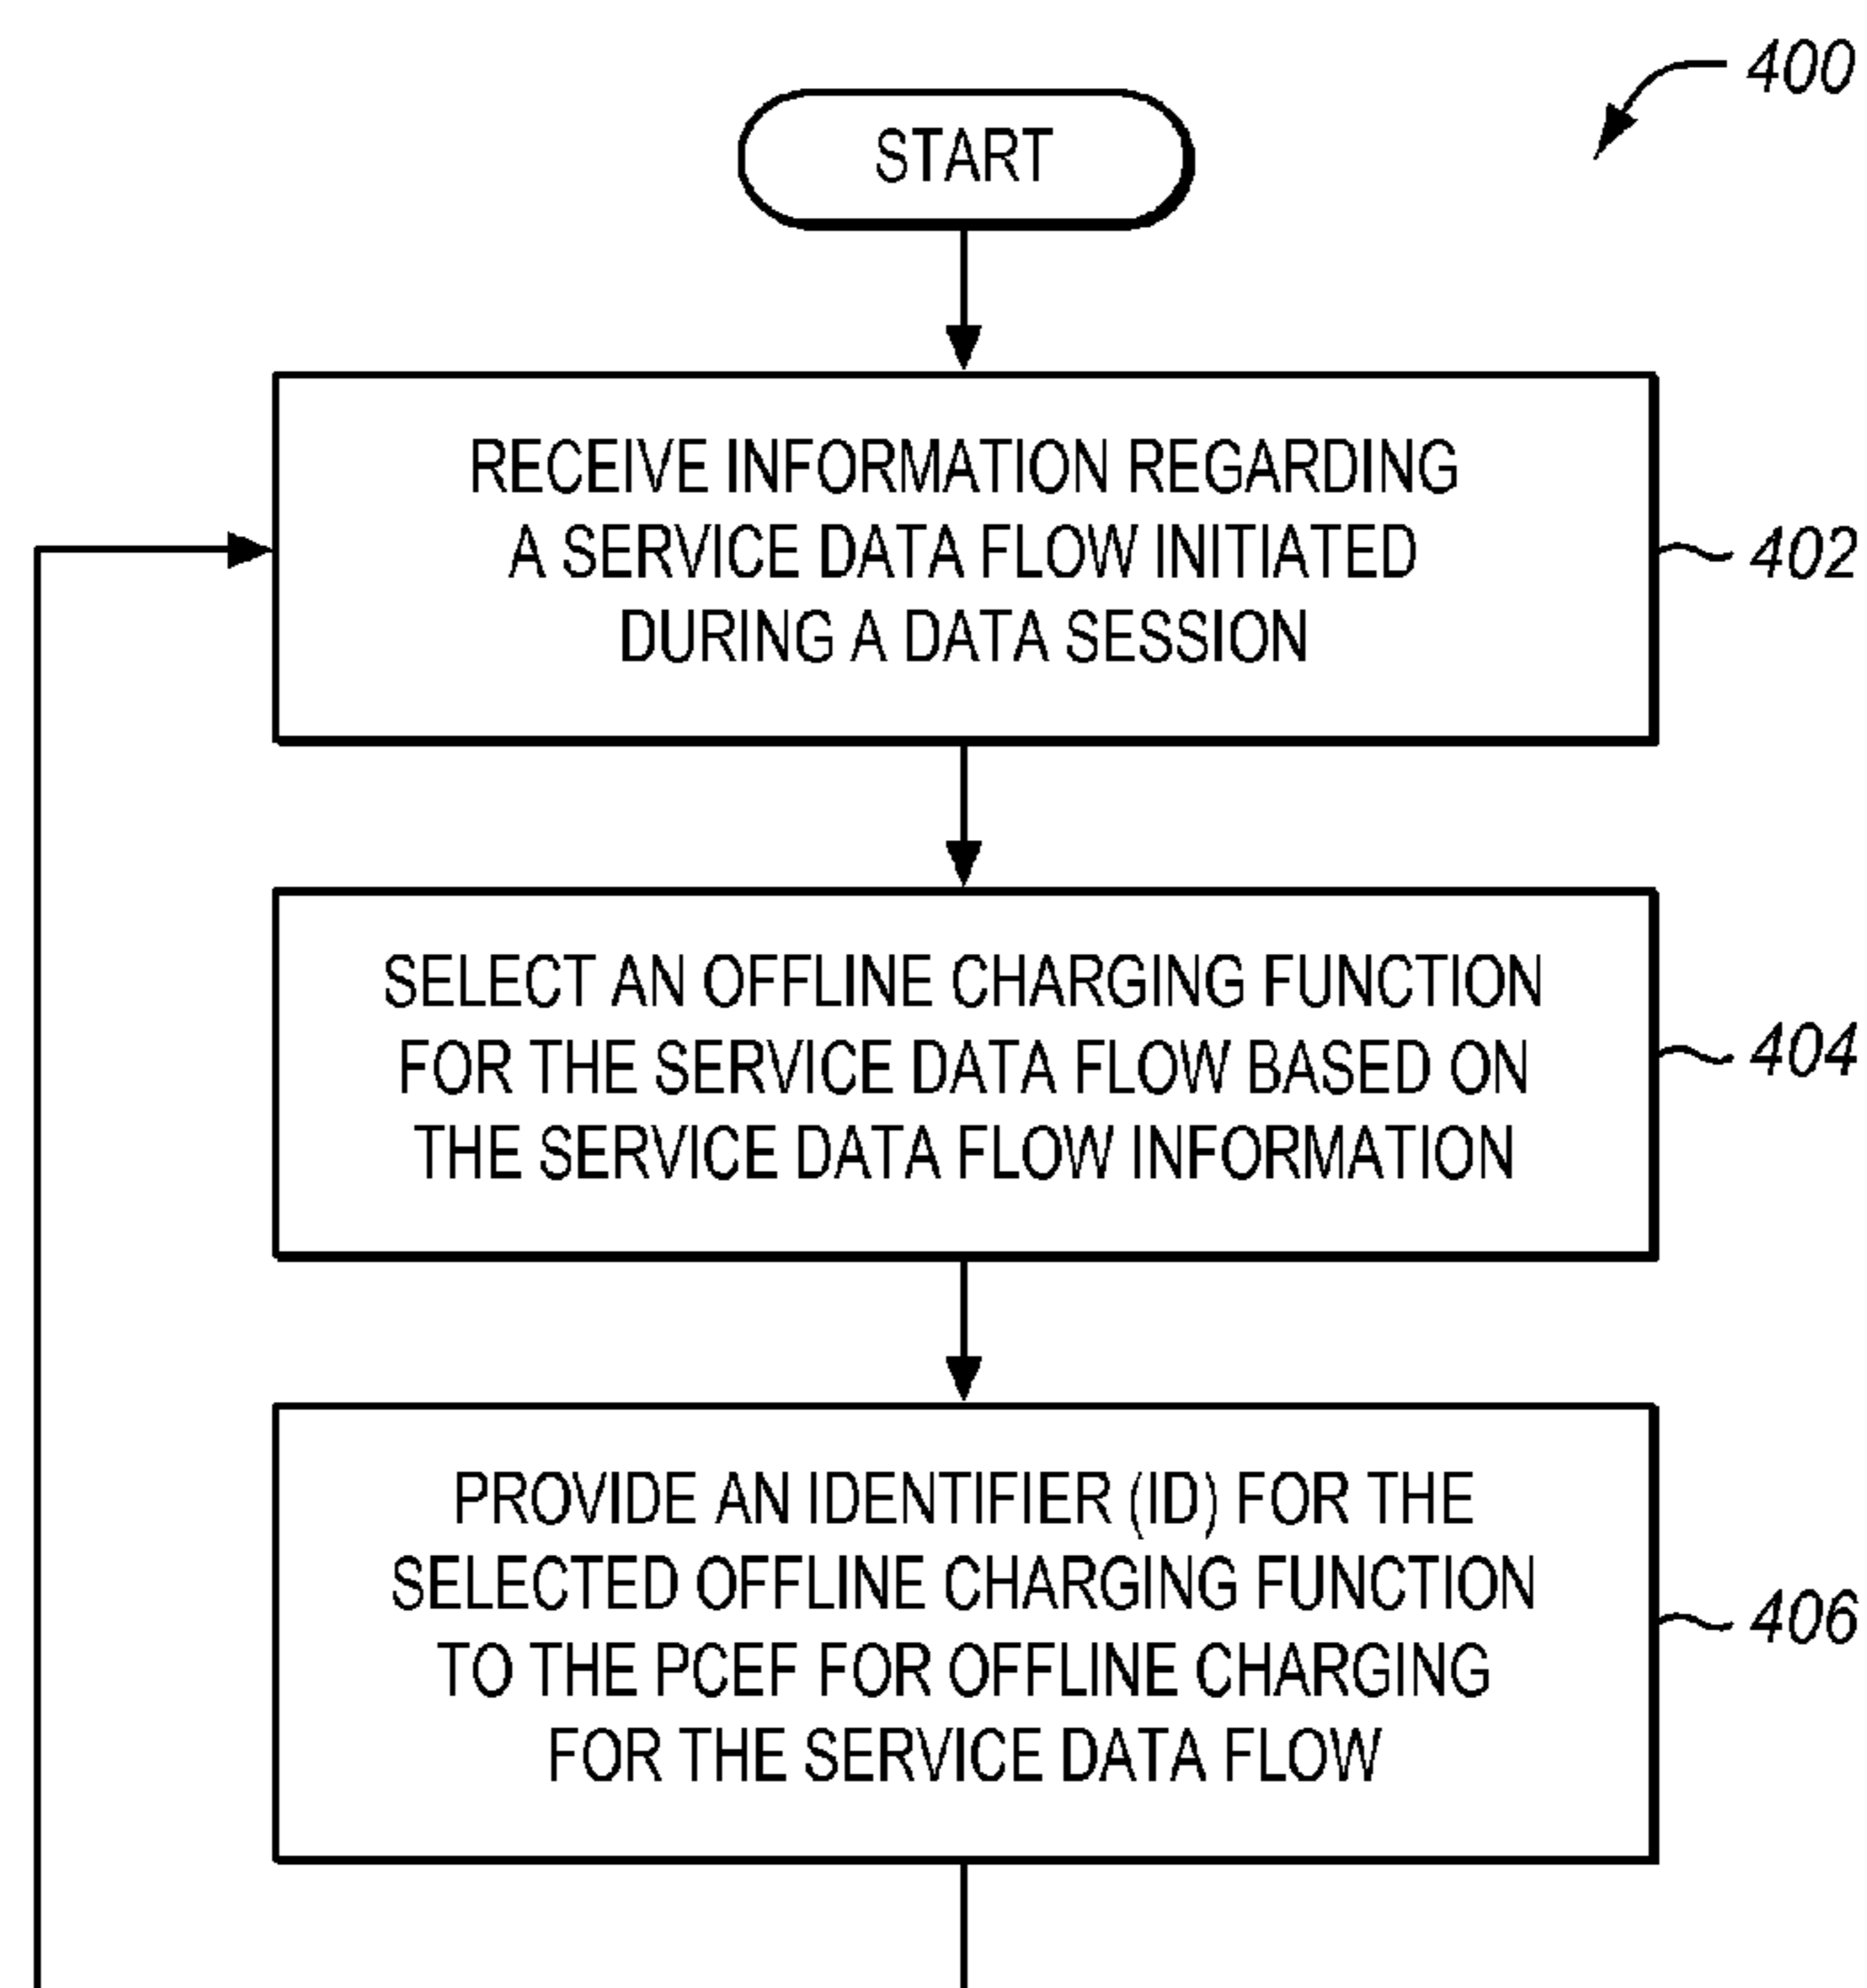 400
START
RECEIVE INFORMATION REGARDING
A SERVICE DATA FLOW INITIATED
DURING A DATA SESSION
402
SELECT AN OFFLINE CHARGING FUNCTION
FOR THE SERVICE DATA FLOW BASED ON
THE SERVICE DATA FLOW INFORMATION
404
PROVIDE AN IDENTIFIER (ID) FOR THE
SELECTED OFFLINE CHARGING FUNCTION
TO THE PCEF FOR OFFLINE CHARGING
FOR THE SERVICE DATA FLOW
406